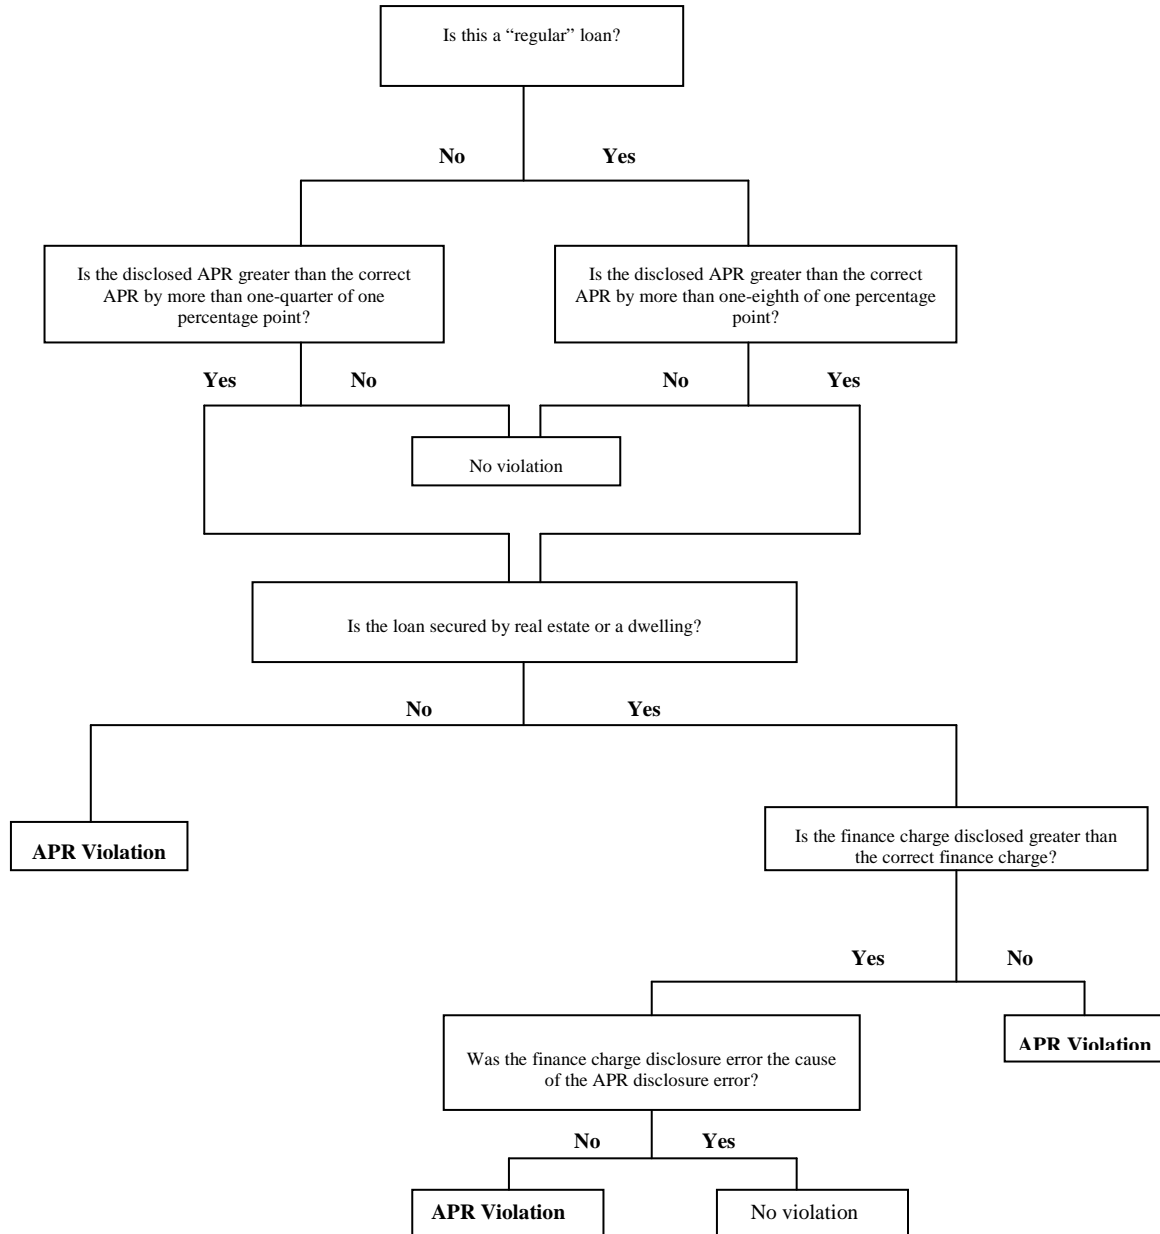 Is this a “regular” loan?
No
Yes
Is the disclosed APR greater than the correct
APR by more than one-quarter of one
percentage point?
Is the disclosed APR greater than the correct
APR by more than one-eighth of one percentage
point?
Yes
No
No
Yes
No violation
Is the loan secured by real estate or a dwelling?
No
Yes
APR Violation
Is the finance charge disclosed greater than
the correct finance charge?
Yes
No
Was the finance charge disclosure error the cause
of the APR disclosure error?
APR Violation
No
Yes
APR Violation
No violation